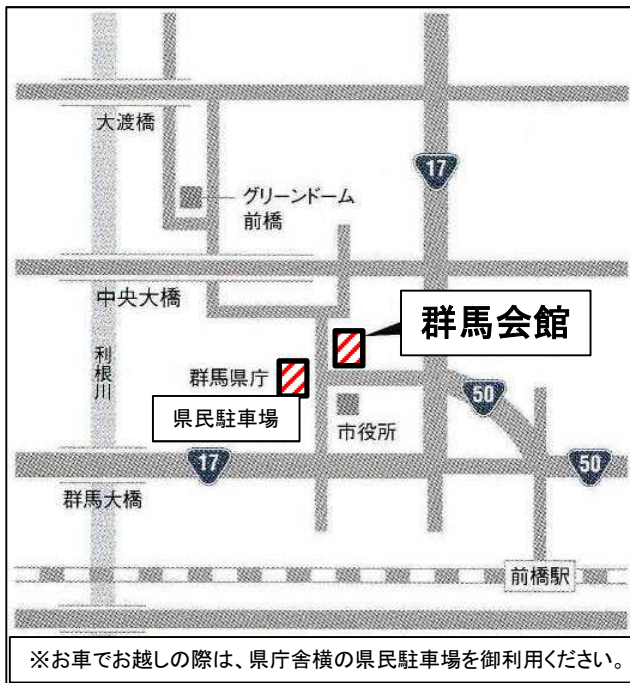 大渡橋
17
グリーンドーム
前橋
中央大橋
群馬会館
利根川
群馬県庁
県民駐車場
市役所
50
17
50
群馬大橋
前橋駅
※お車でお越しの際は、県庁舎横の県民駐車場を御利用ください。